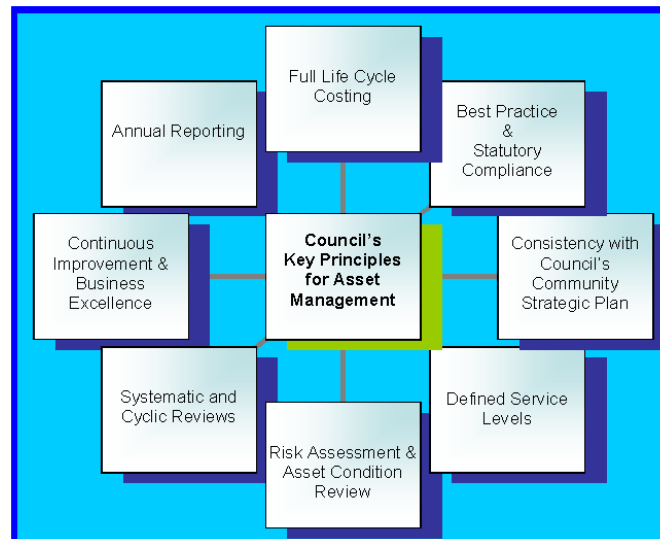 Full Life Cycle
Costing
Annual Reporting
Best Practice
&
Statutory
Compliance
Continuous
Improvement &
Business
Excellence
Council's
Key Principles
for Asset
Management
Consistency with
Council's
Community
Strategic Plan
Systematic and
Cyclic Reviews
Defined Service
Levels
Risk Assessment &
Asset Condition
Review